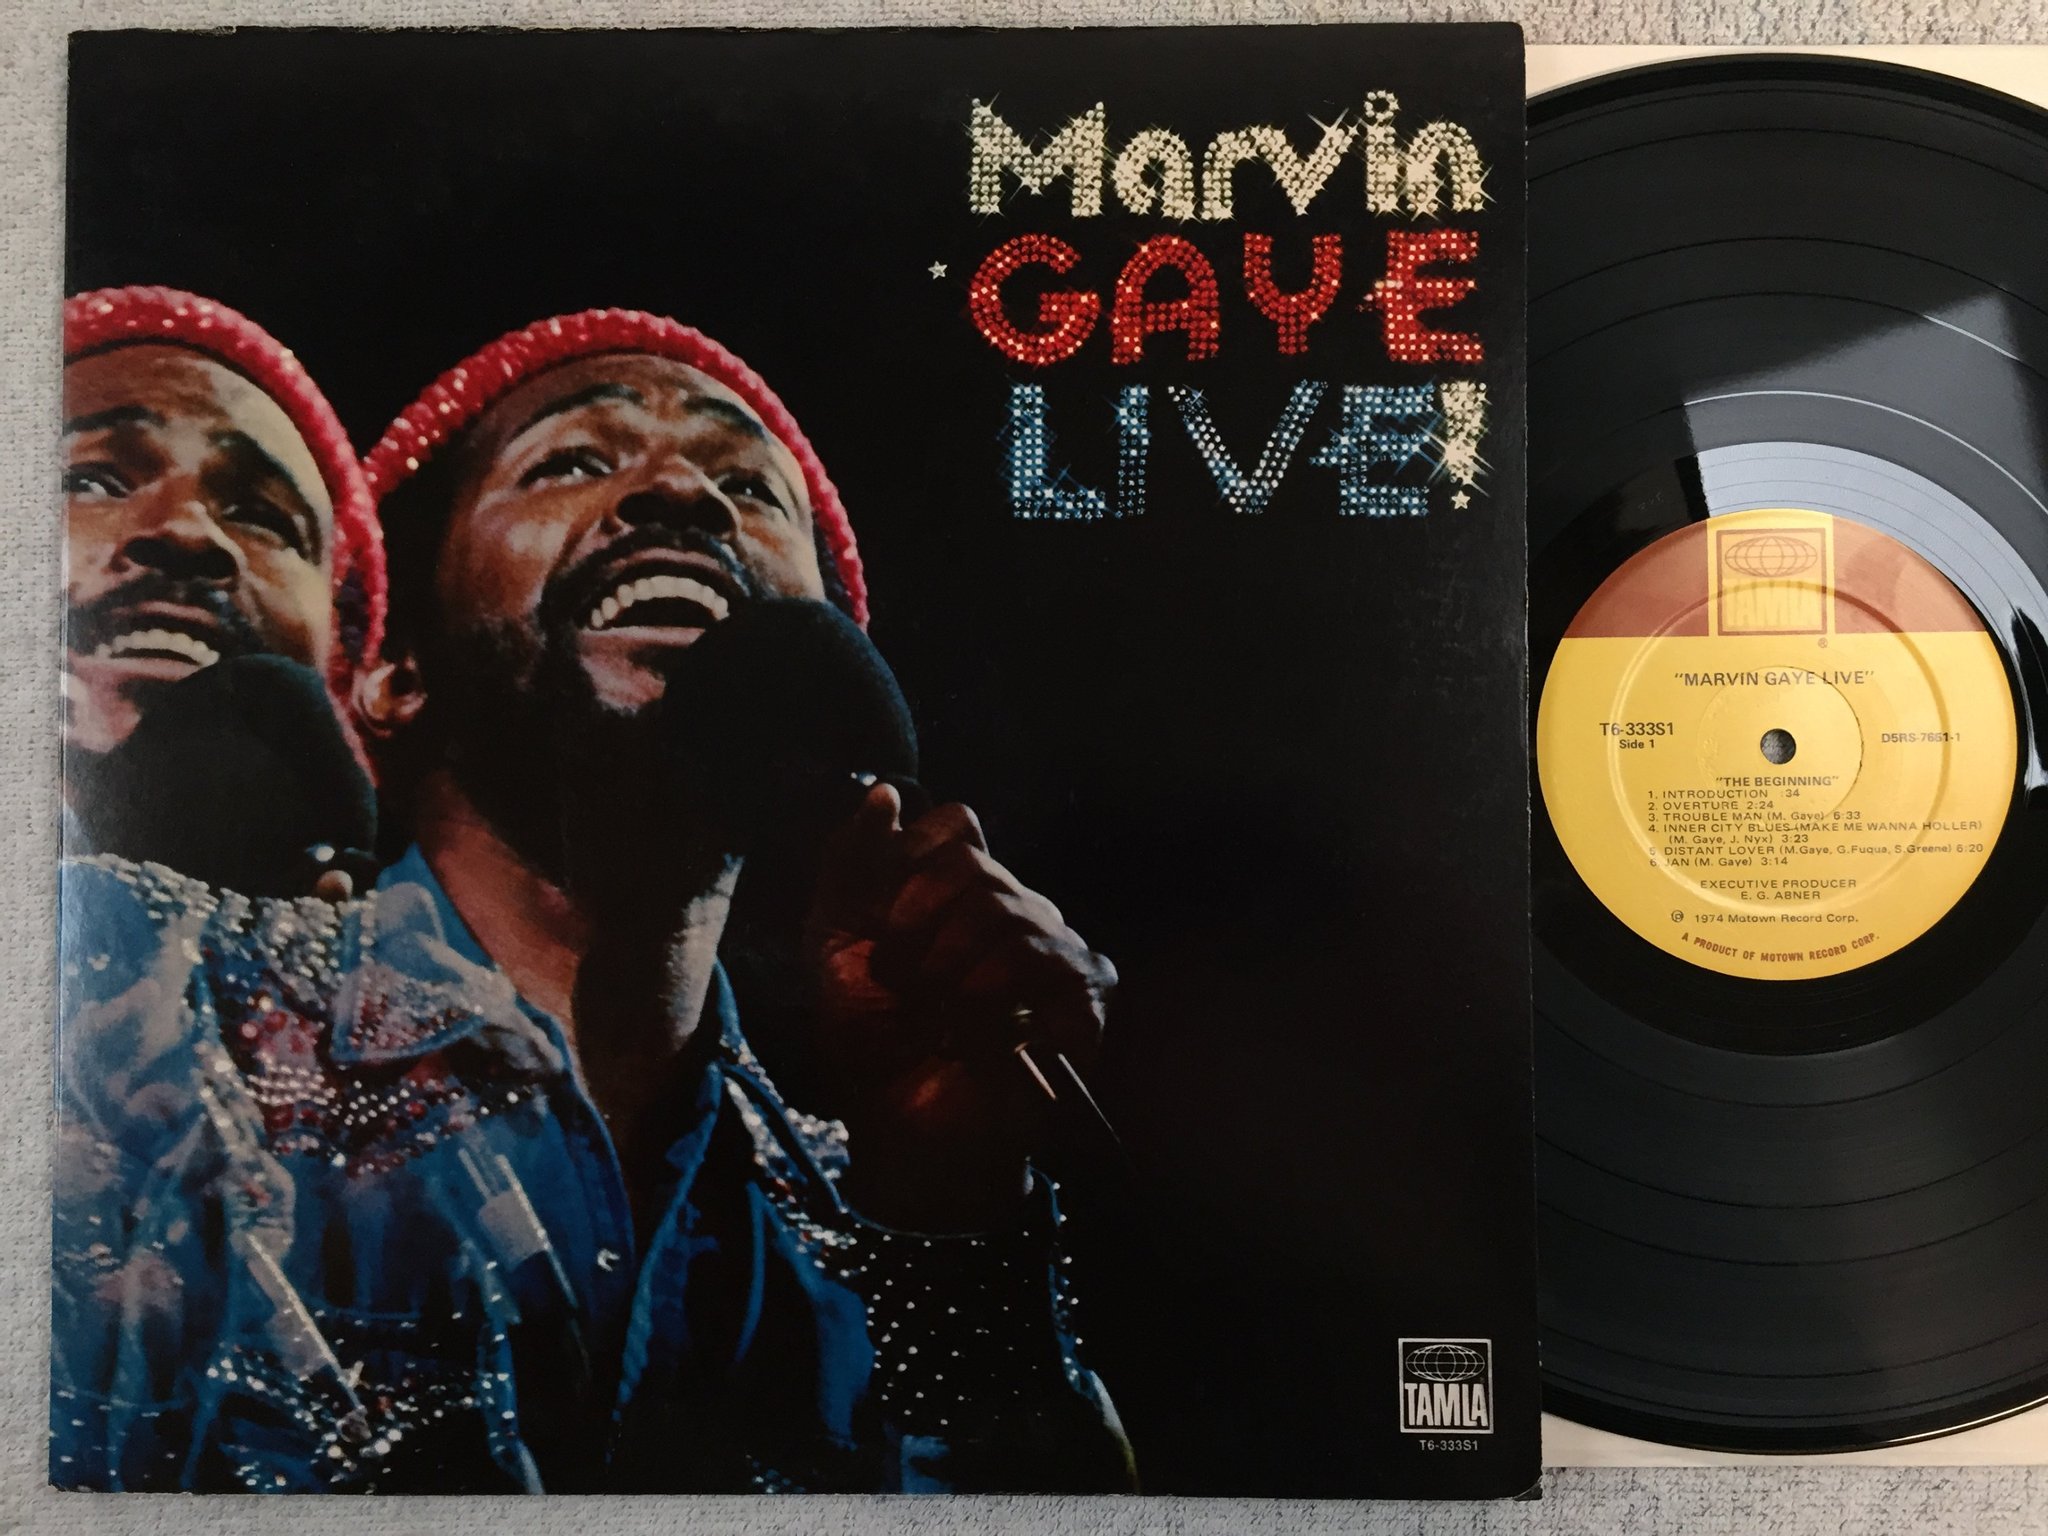 Marvin
GAYE
LIVE!
TAMLA
T6-333S1
TAMLA
®
"MARVIN GAYE LIVE"
T6-333S1
Side 1
D5RS-7651-1
"THE BEGINNING"
1. INTRODUCTION :34
2. OVERTURE 2:24
3. TROUBLE MAN (M. Gaye) 6:33
4. INNER CITY BLUES (MAKE ME WANNA HOLLER)
(M. Gaye, J. Nyx) 3:23
5. DISTANT LOVER (M.Gaye, G.Fuqua, S.Greene) 6:20
6. JAN (M. Gaye) 3:14
EXECUTIVE PRODUCER
E. G. ABNER
℗ 1974 Motown Record Corp.
A PRODUCT OF MOTOWN RECORD CORP.